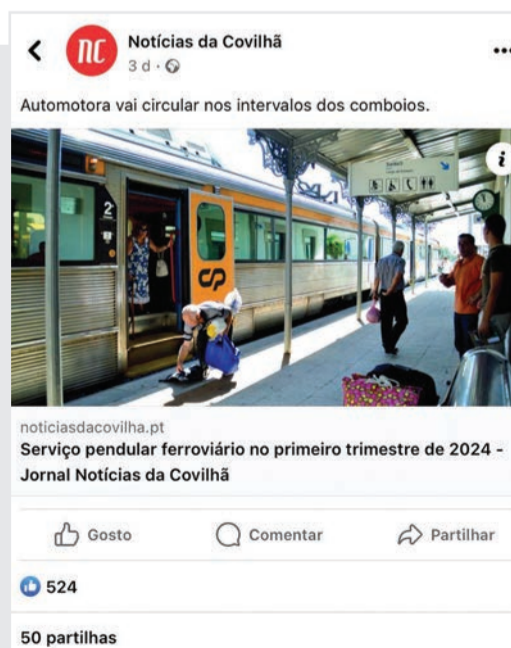 nc
Notícias da Covilhã
3 d ·
Automotora vai circular nos intervalos dos comboios.
2
CP
i
noticiasdacovilha.pt
Serviço pendular ferroviário no primeiro trimestre de 2024 -
Jornal Notícias da Covilhã
Gosto
Comentar
Partilhar
524
50 partilhas